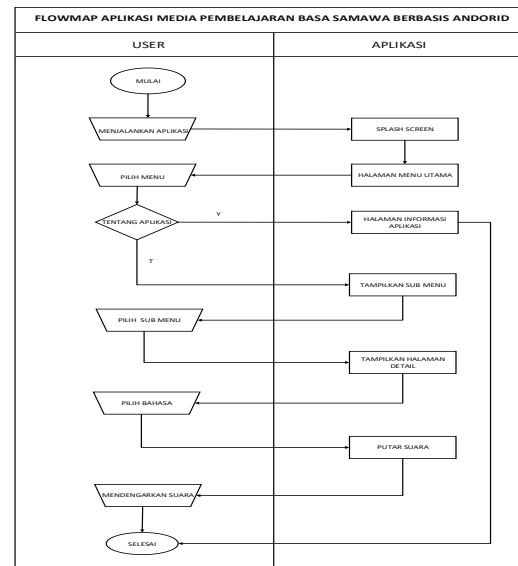 FLOWMAP APLIKASI MEDIA PEMBELAJARAN BASA SAMAWA BERBASIS ANDORID
USER
APLIKASI
MULAI
MENJALANKAN APLIKASI
SPLASH SCREEN
PILIH MENU
HALAMAN MENU UTAMA
TENTANG APLIKASI
Y
HALAMAN INFORMASI
APLIKASI
T
TAMPILKAN SUB MENU
PILIH SUB MENU
TAMPILKAN HALAMAN
DETAIL
PILIH BAHASA
PUTAR SUARA
MENDENGARKAN SUARA
SELESAI